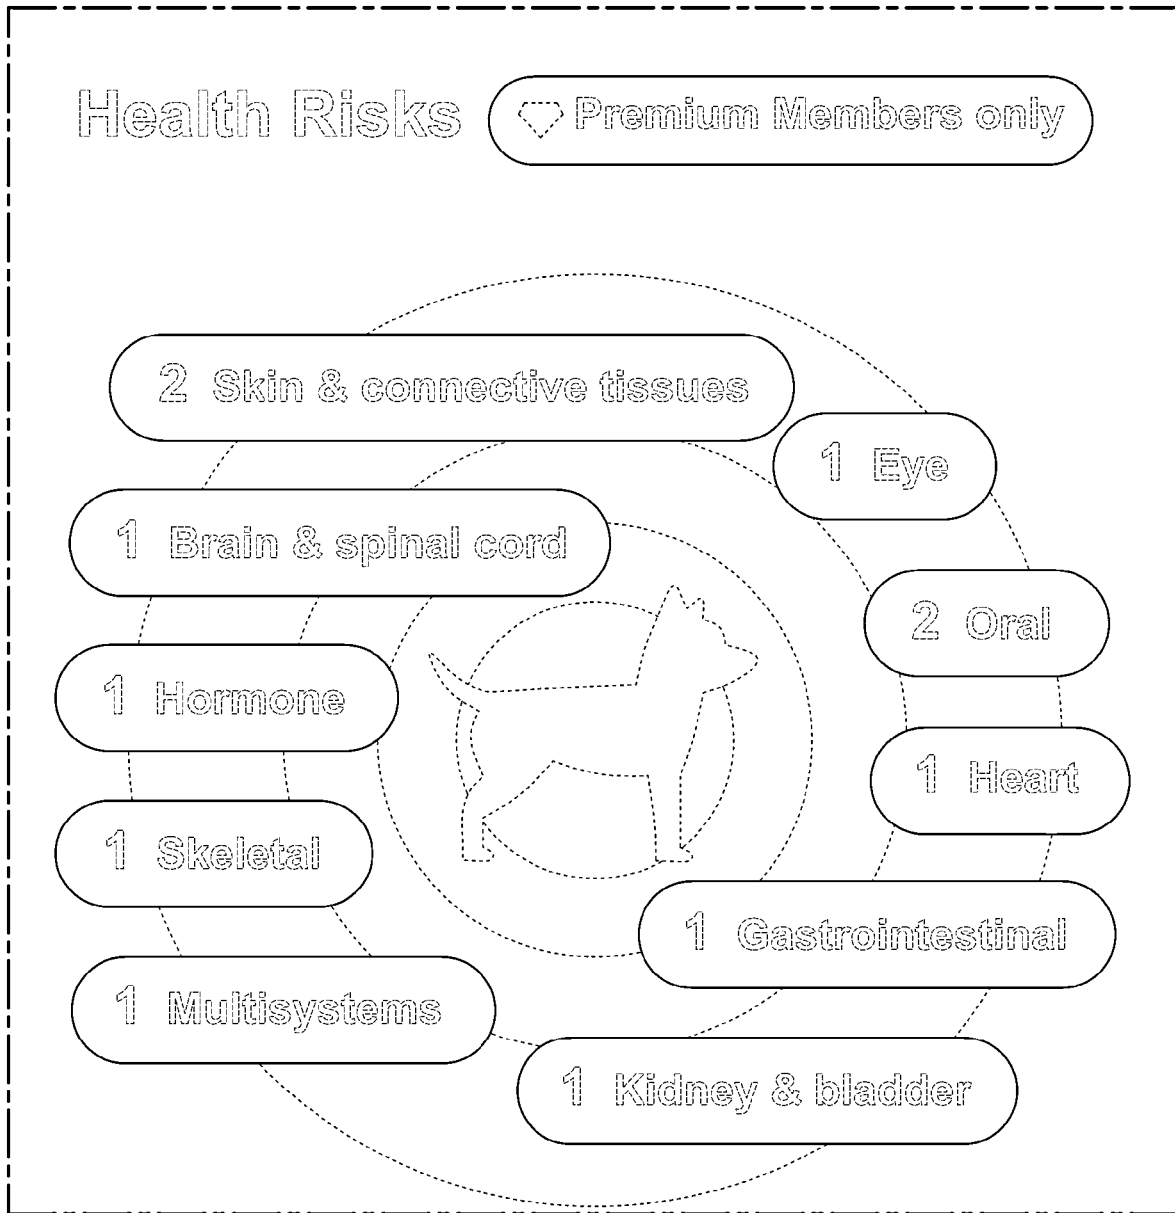 Health Risks
Premium Members only
2 Skin & connective tissues
1 Eye
1 Brain & spinal cord
2 Oral
1 Hormone
1 Heart
1 Skeletal
1 Gastrointestinal
1 Multisystems
1 Kidney & bladder